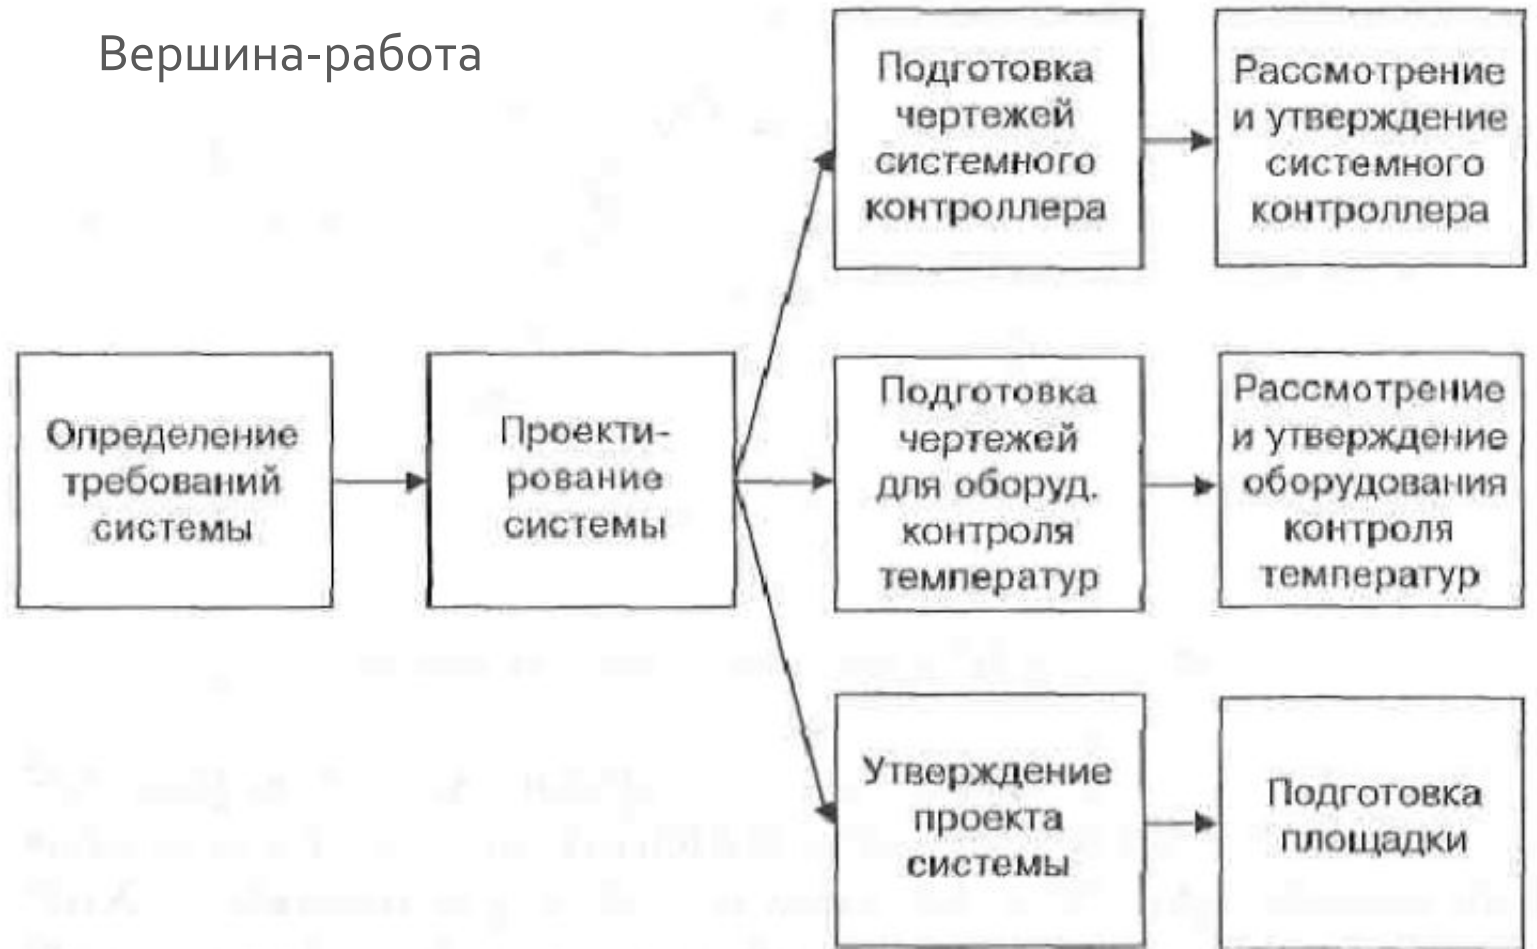 Вершина-работа
Подготовка
чертежей
системного
контроллера
Рассмотрение
и утверждение
системного
контроллера
Определение
требований
системы
Проекти-
рование
системы
Подготовка
чертежей
для оборуд.
контроля
температур
Рассмотрение
и утверждение
оборудования
контроля
температур
Утверждение
проекта
системы
Подготовка
площадки